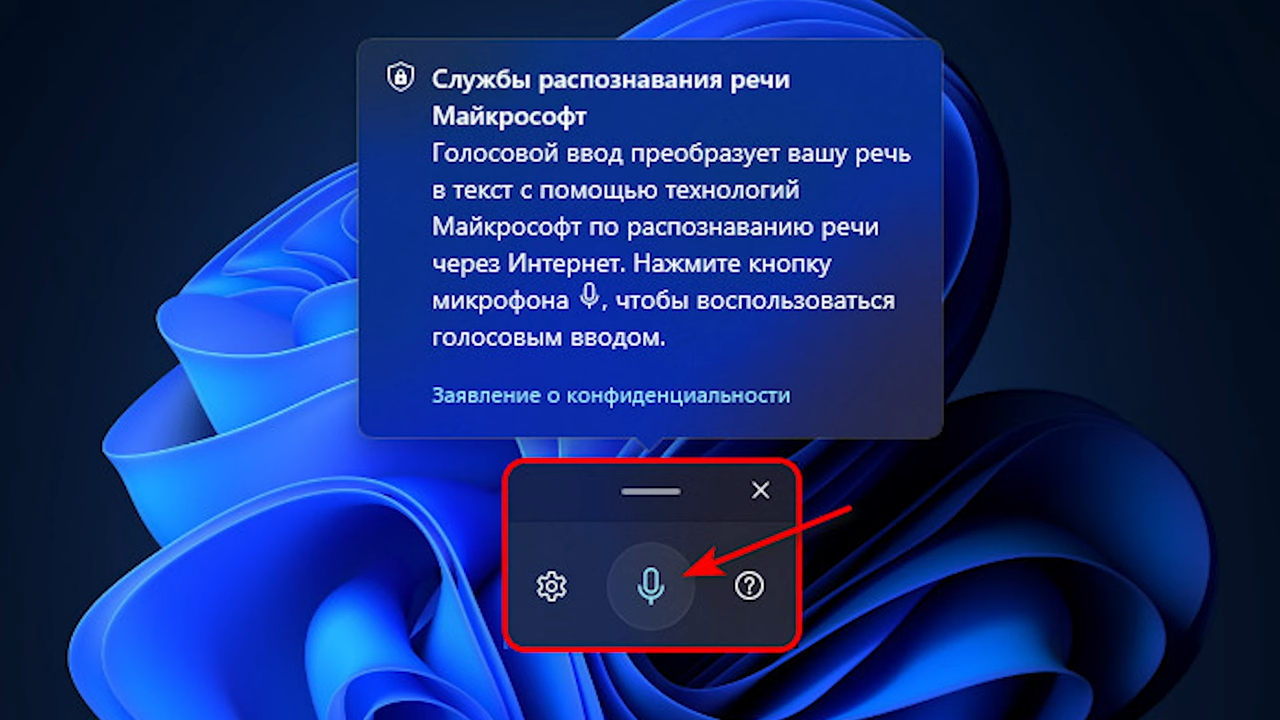 Службы распознавания речи
Майкрософт
Голосовой ввод преобразует вашу речь
в текст с помощью технологий
Майкрософт по распознаванию речи
через Интернет. Нажмите кнопку
микрофона , чтобы воспользоваться
голосовым вводом.
Заявление о конфиденциальности